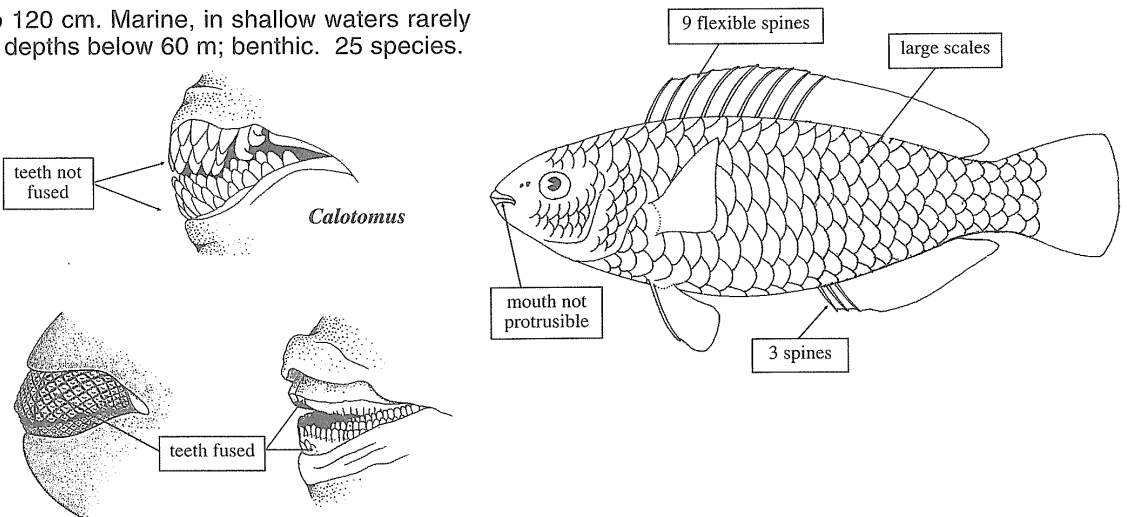 120 cm. Marine, in shallow waters rarely
depths below 60 m; benthic. 25 species.
9 flexible spines
large scales
teeth not
fused
Calotomus
mouth not
protrusible
3 spines
teeth fused